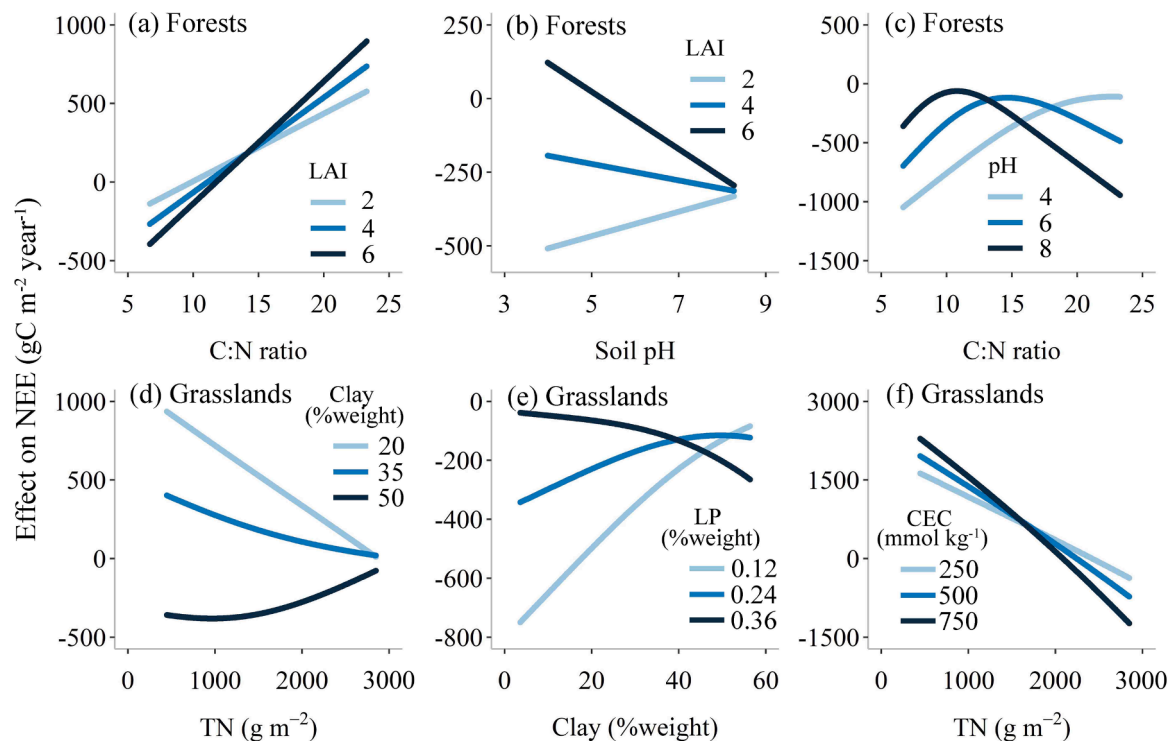 Effect on NEE (gC m⁻² year⁻¹)
(a) Forests
1000
500
0
-500
LAI
2
4
6
5 10 15 20 25
C:N ratio
(b) Forests
250
0
-250
-500
LAI
2
4
6
3 5 7 9
Soil pH
(c) Forests
500
0
-500
-1000
-1500
pH
4
6
8
5 10 15 20 25
C:N ratio
(d) Grasslands
1000
500
0
-500
Clay
(%weight)
20
35
50
0 1000 2000 3000
TN (g m⁻²)
(e) Grasslands
0
-200
-400
-600
-800
LP
(%weight)
0.12
0.24
0.36
0 20 40 60
Clay (%weight)
(f) Grasslands
3000
1500
0
-1500
CEC
(mmol kg⁻¹)
250
500
750
0 1000 2000 3000
TN (g m⁻²)